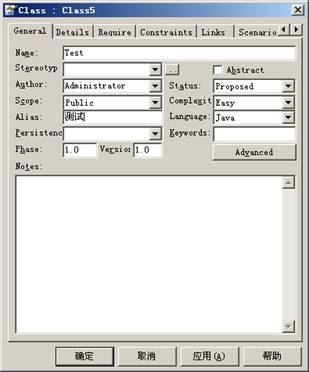 Class : Class5
General Details Require Constraints Links Scenario
Name: Test
Stereotyp ..  Abstract
Author: Administrator Status: Proposed
Scope: Public Complexit Easy
Alias: 测试 Language: Java
Persistenc Keywords:
Phase: 1.0 Version 1.0 Advanced
Notes:
确定 取消 应用(A) 帮助